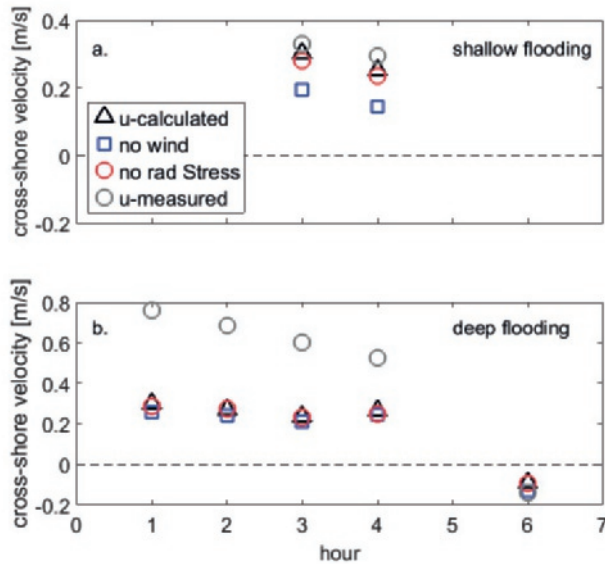 0.4
a.
shallow flooding
0.2
0
-0.2
cross-shore velocity [m/s]
u-calculated
no wind
no rad Stress
u-measured
0.8
b.
deep flooding
0.6
0.4
0.2
0
-0.2
cross-shore velocity [m/s]
0 1 2 3 4 5 6 7
hour